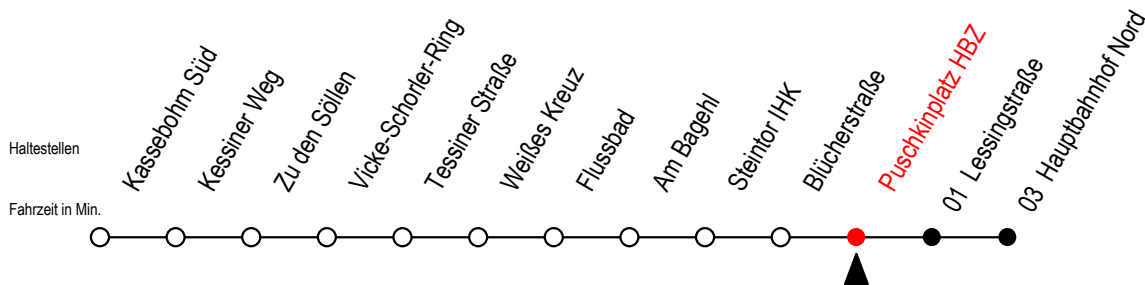 Haltestellen
Fahrzeit in Min.
Kassebohm Süd
Kessiner Weg
Zu den Söllen
Vicke-Schorler-Ring
Tessiner Straße
Weißes Kreuz
Flussbad
Am Bagehl
Steintor IHK
Blücherstraße
Puschkinplatz HBZ
01 Lessingstraße
03 Hauptbahnhof Nord